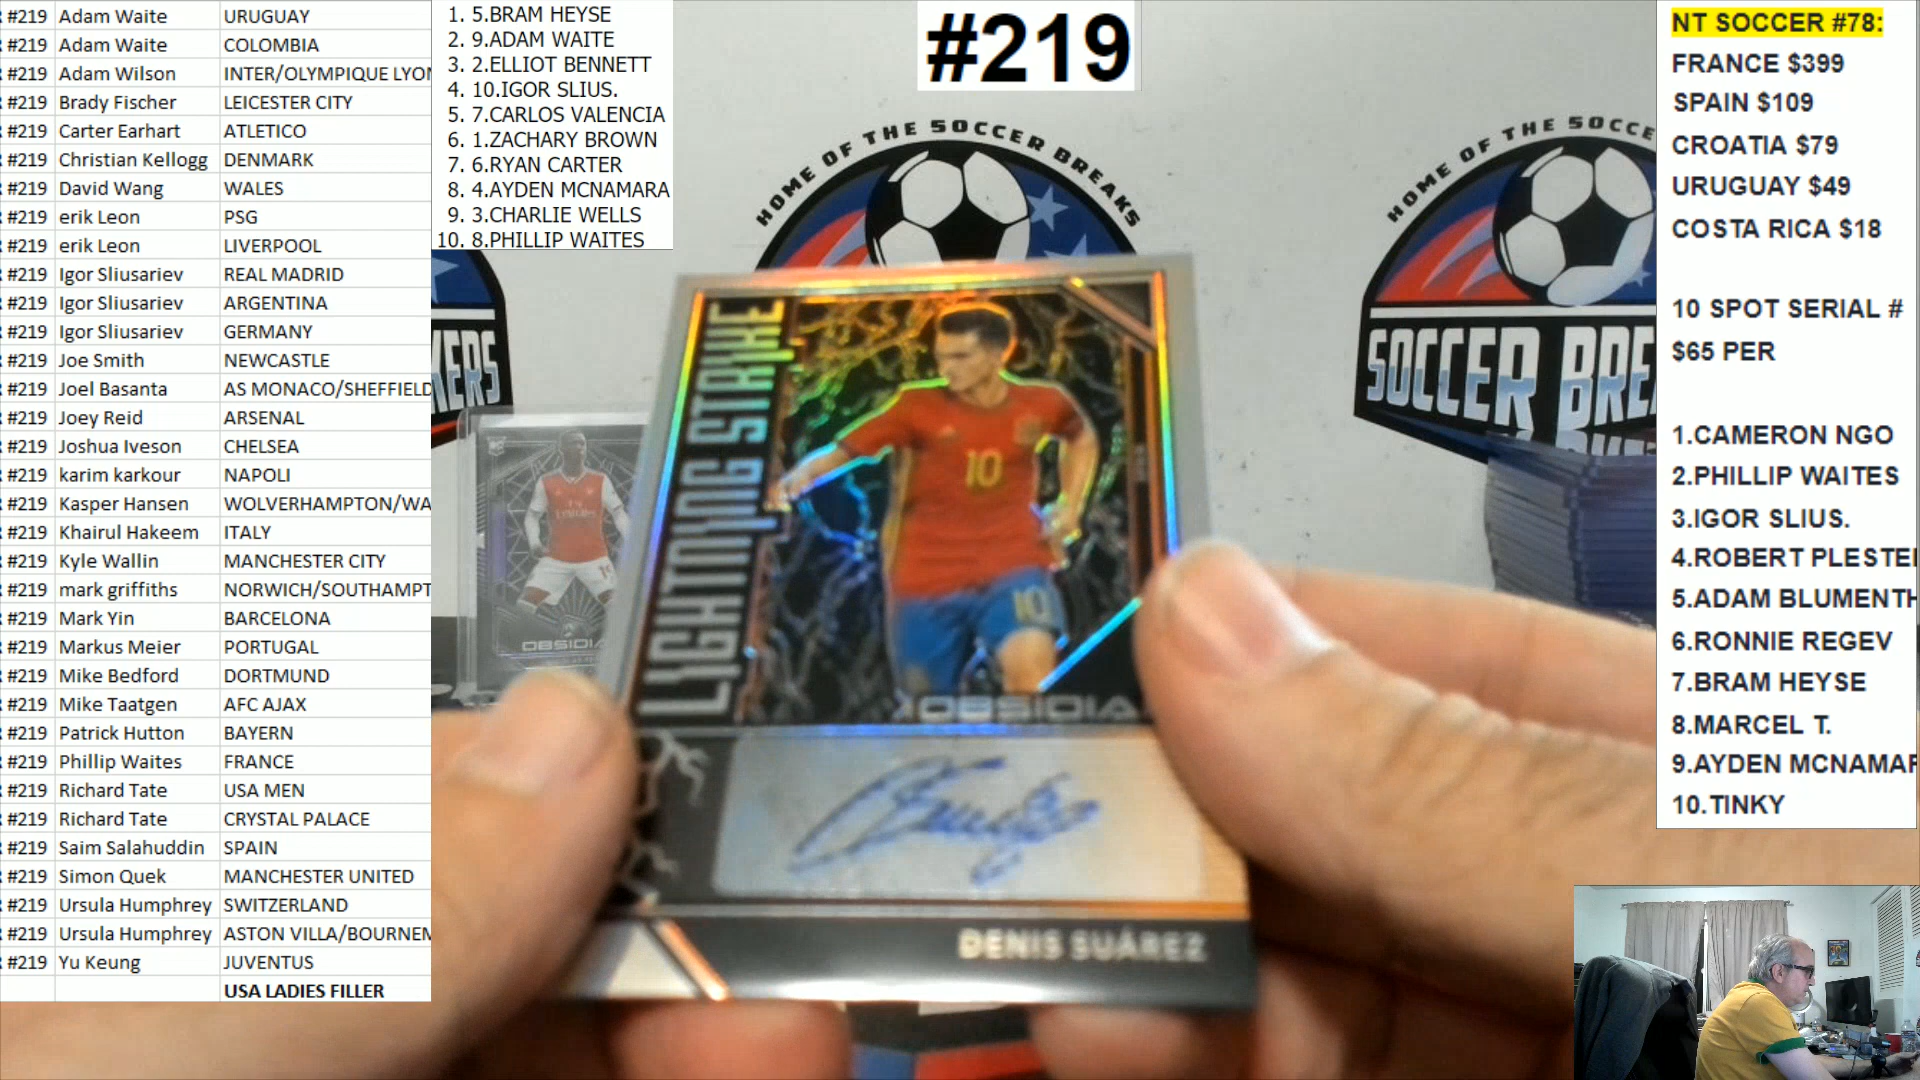 #219 Adam Waite URUGUAY
#219 Adam Waite COLOMBIA
#219 Adam Wilson INTER/OLYMPIQUE LYON
#219 Brady Fischer LEICESTER CITY
#219 Carter Earhart ATLETICO
#219 Christian Kellogg DENMARK
#219 David Wang WALES
#219 erik Leon PSG
#219 erik Leon LIVERPOOL
#219 Igor Sliusariev REAL MADRID
#219 Igor Sliusariev ARGENTINA
#219 Igor Sliusariev GERMANY
#219 Joe Smith NEWCASTLE
#219 Joel Basanta AS MONACO/SHEFFIELD
#219 Joey Reid ARSENAL
#219 Joshua Iveson CHELSEA
#219 karim karkour NAPOLI
#219 Kasper Hansen WOLVERHAMPTON/WA
#219 Khairul Hakeem ITALY
#219 Kyle Wallin MANCHESTER CITY
#219 mark griffiths NORWICH/SOUTHAMPT
#219 Mark Yin BARCELONA
#219 Markus Meier PORTUGAL
#219 Mike Bedford DORTMUND
#219 Mike Taatgen AFC AJAX
#219 Patrick Hutton BAYERN
#219 Phillip Waites FRANCE
#219 Richard Tate USA MEN
#219 Richard Tate CRYSTAL PALACE
#219 Saim Salahuddin SPAIN
#219 Simon Quek MANCHESTER UNITED
#219 Ursula Humphrey SWITZERLAND
#219 Ursula Humphrey ASTON VILLA/BOURNEM
#219 Yu Keung JUVENTUS
USA LADIES FILLER
1. 5.BRAM HEYSE
2. 9.ADAM WAITE
3. 2.ELLIOT BENNETT
4. 10.IGOR SLIUS.
5. 7.CARLOS VALENCIA
6. 1.ZACHARY BROWN
7. 6.RYAN CARTER
8. 4.AYDEN MCNAMARA
9. 3.CHARLIE WELLS
10. 8.PHILLIP WAITES
#219
HOME OF THE SOCCER BREAKS
HOME OF THE SOCCE
SOCCER BREA
KERS
RC
OBSIDIA
LIGHTNING STRIKE
10
10
OBSIDIA
DENIS SUÁREZ
NT SOCCER #78:
FRANCE $399
SPAIN $109
CROATIA $79
URUGUAY $49
COSTA RICA $18
10 SPOT SERIAL #
$65 PER
1.CAMERON NGO
2.PHILLIP WAITES
3.IGOR SLIUS.
4.ROBERT PLESTE
5.ADAM BLUMENTH
6.RONNIE REGEV
7.BRAM HEYSE
8.MARCEL T.
9.AYDEN MCNAMAR
10.TINKY